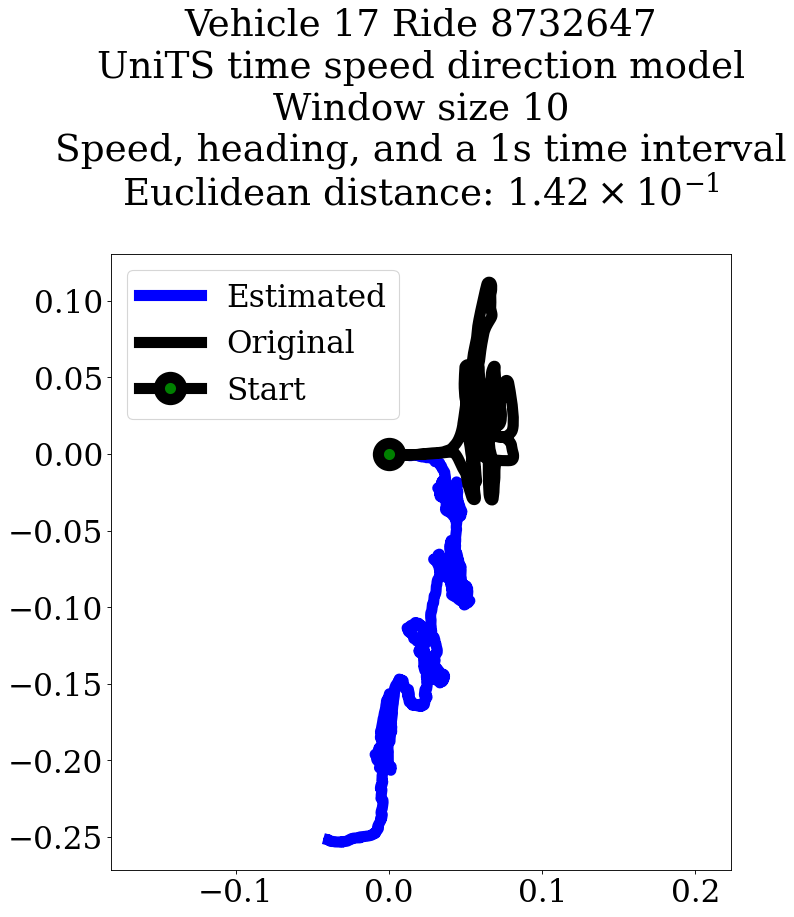 Vehicle 17 Ride 8732647
UniTS time speed direction model
Window size 10
Speed, heading, and a 1s time interval
Euclidean distance: 1.42 × 10⁻¹
Estimated
Original
Start
0.10
0.05
0.00
−0.05
−0.10
−0.15
−0.20
−0.25
−0.1 0.0 0.1 0.2